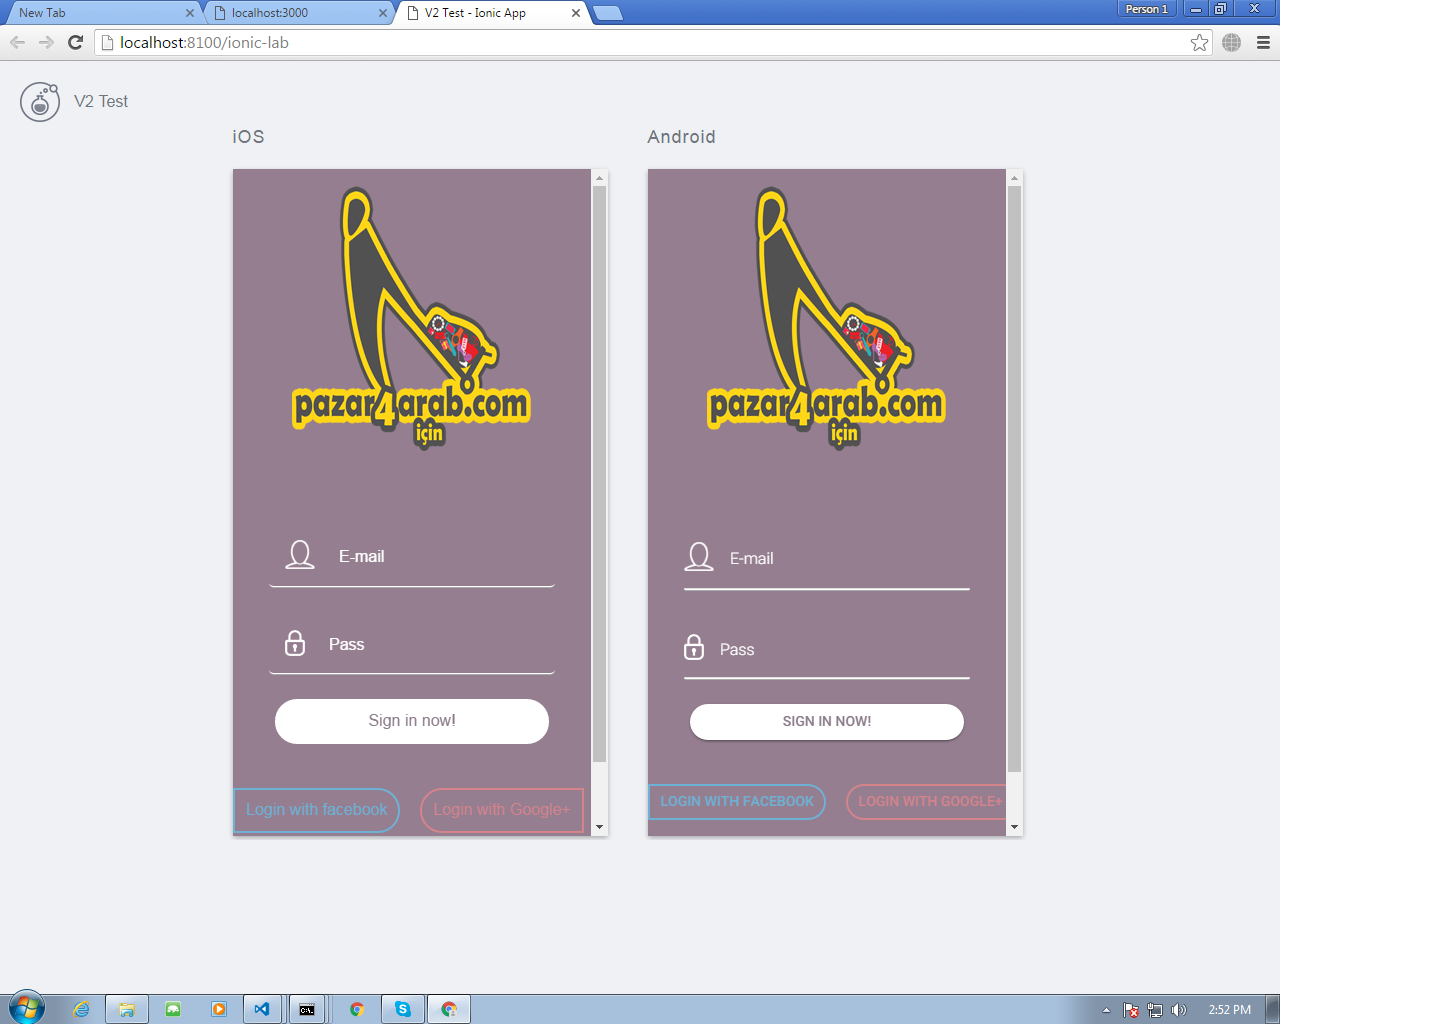 New Tab
localhost:3000
V2 Test - Ionic App
Person 1
localhost:8100/ionic-lab
V2 Test
iOS
Android
pazar4arab.com
için
pazar4arab.com
için
E-mail
E-mail
Pass
Pass
Sign in now!
SIGN IN NOW!
Login with facebook
Login with Google+
LOGIN WITH FACEBOOK
LOGIN WITH GOOGLE+
C:\.
2:52 PM